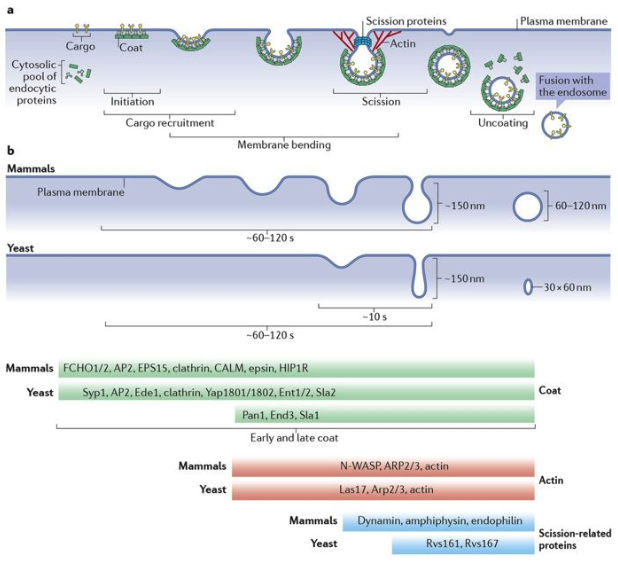 a
Scission proteins
Plasma membrane
Cargo
Coat
Actin
Cytosolic
pool of
endocytic
proteins
Fusion with
the endosome
Initiation
Scission
Cargo recruitment
Uncoating
Membrane bending
b
Mammals
Plasma membrane
~150 nm
60–120 nm
~60–120 s
Yeast
~150 nm
30 × 60 nm
~10 s
~60–120 s
Mammals FCHO1/2, AP2, EPS15, clathrin, CALM, epsin, HIP1R
Yeast Syp1, AP2, Ede1, clathrin, Yap1801/1802, Ent1/2, Sla2
Coat
Pan1, End3, Sla1
Early and late coat
Mammals N-WASP, ARP2/3, actin
Actin
Yeast Las17, Arp2/3, actin
Mammals Dynamin, amphiphysin, endophilin
Scission-related
proteins
Yeast Rvs161, Rvs167